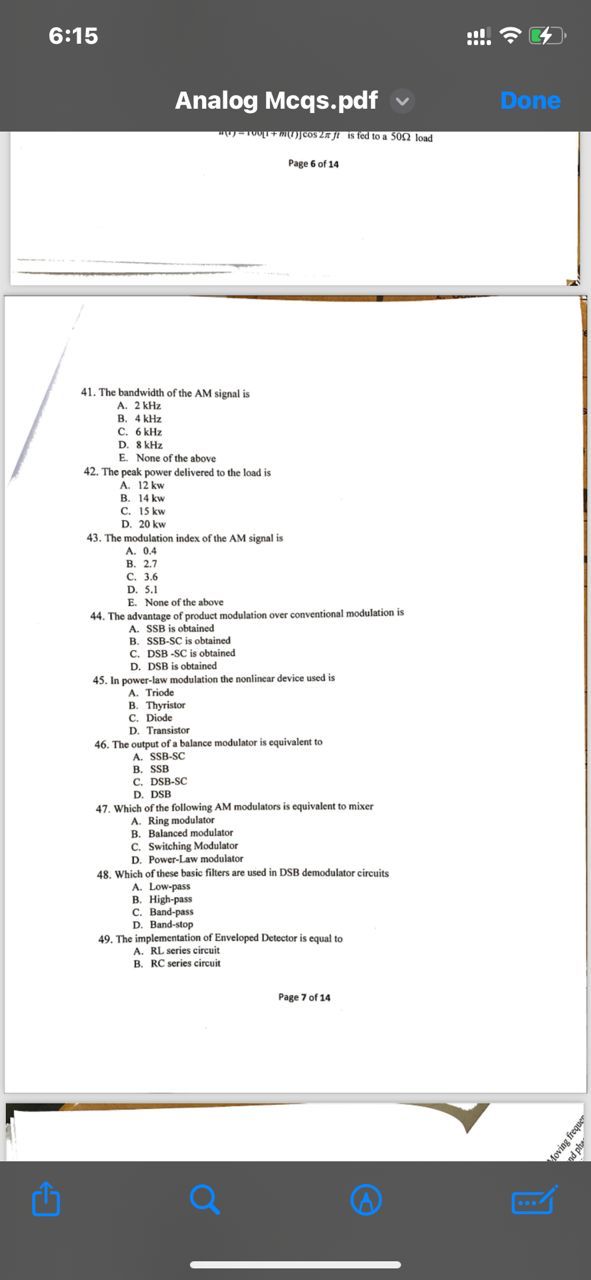 6:15
Analog Mcqs.pdf
Done
=100[1+m(t)]cos 2π ft is fed to a 50Ω load
Page 6 of 14
41. The bandwidth of the AM signal is
A. 2 kHz
B. 4 kHz
C. 6 kHz
D. 8 kHz
E. None of the above
42. The peak power delivered to the load is
A. 12 kw
B. 14 kw
C. 15 kw
D. 20 kw
43. The modulation index of the AM signal is
A. 0.4
B. 2.7
C. 3.6
D. 5.1
E. None of the above
44. The advantage of product modulation over conventional modulation is
A. SSB is obtained
B. SSB-SC is obtained
C. DSB -SC is obtained
D. DSB is obtained
45. In power-law modulation the nonlinear device used is
A. Triode
B. Thyristor
C. Diode
D. Transistor
46. The output of a balance modulator is equivalent to
A. SSB-SC
B. SSB
C. DSB-SC
D. DSB
47. Which of the following AM modulators is equivalent to mixer
A. Ring modulator
B. Balanced modulator
C. Switching Modulator
D. Power-Law modulator
48. Which of these basic filters are used in DSB demodulator circuits
A. Low-pass
B. High-pass
C. Band-pass
D. Band-stop
49. The implementation of Enveloped Detector is equal to
A. RL series circuit
B. RC series circuit
Page 7 of 14